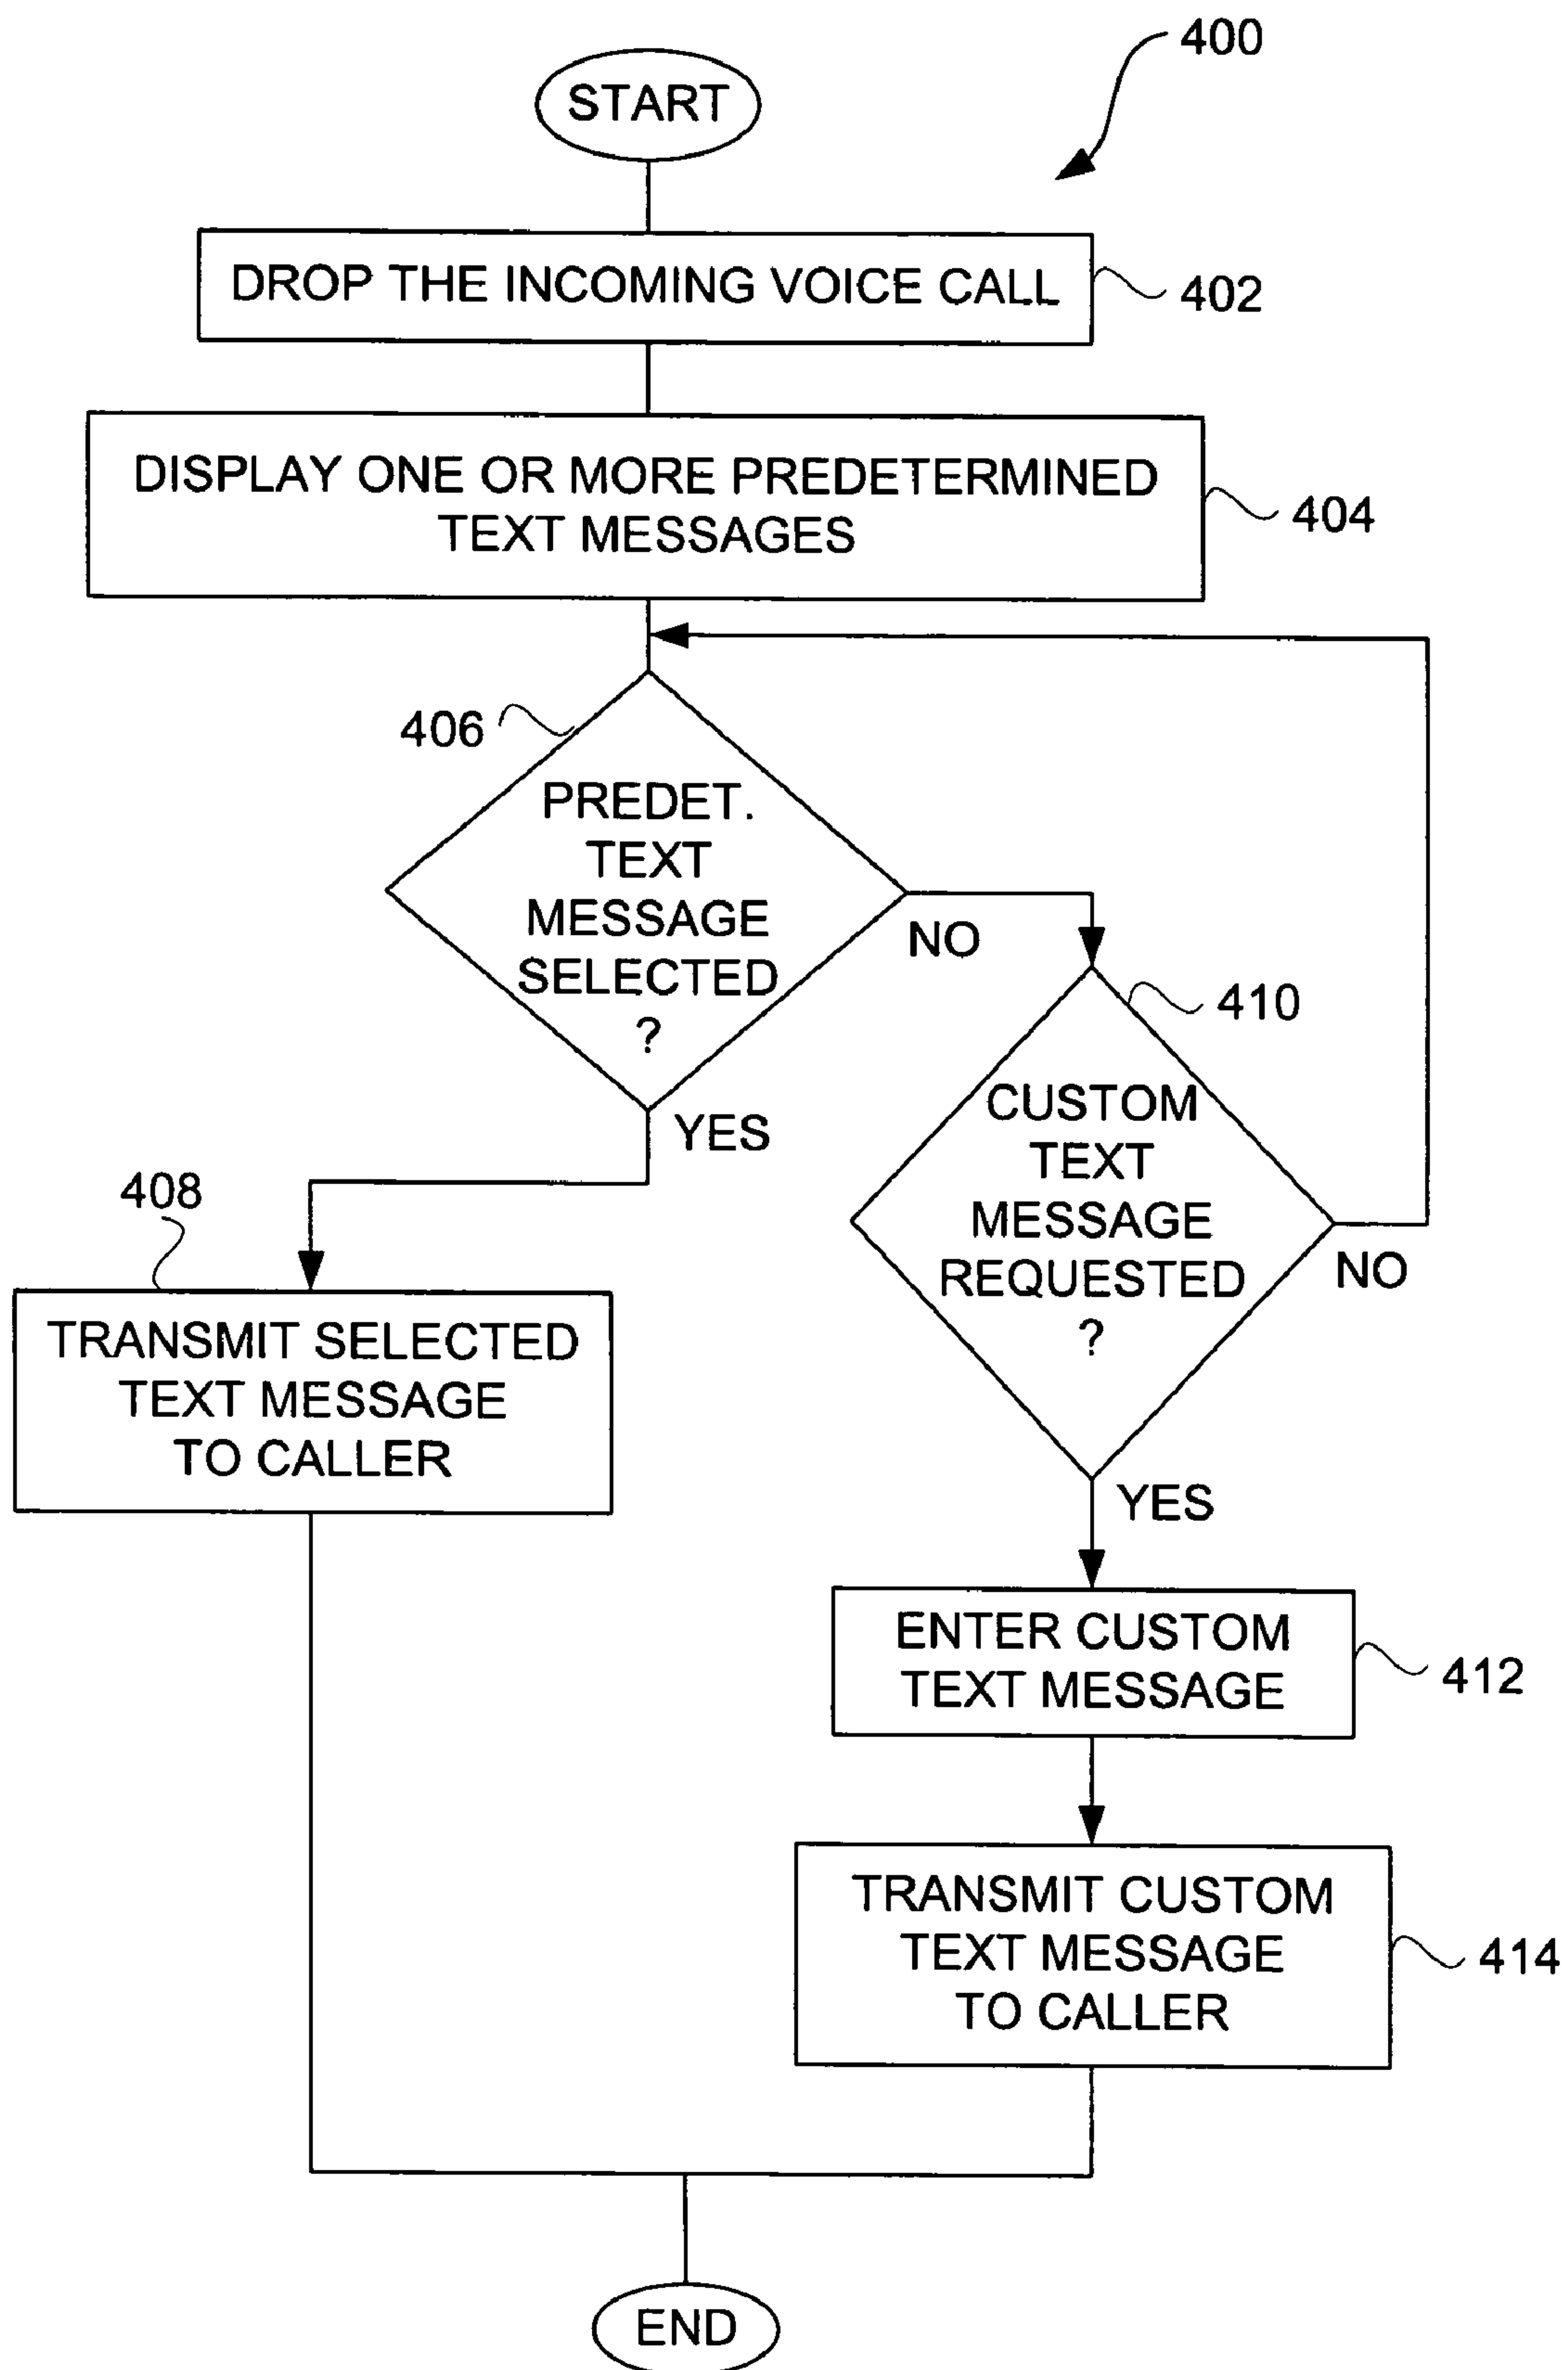 400
START
DROP THE INCOMING VOICE CALL
402
DISPLAY ONE OR MORE PREDETERMINED
TEXT MESSAGES
404
406
PREDET.
TEXT
MESSAGE
SELECTED
?
NO
YES
410
CUSTOM
TEXT
MESSAGE
REQUESTED
?
NO
YES
408
TRANSMIT SELECTED
TEXT MESSAGE
TO CALLER
ENTER CUSTOM
TEXT MESSAGE
412
TRANSMIT CUSTOM
TEXT MESSAGE
TO CALLER
414
END